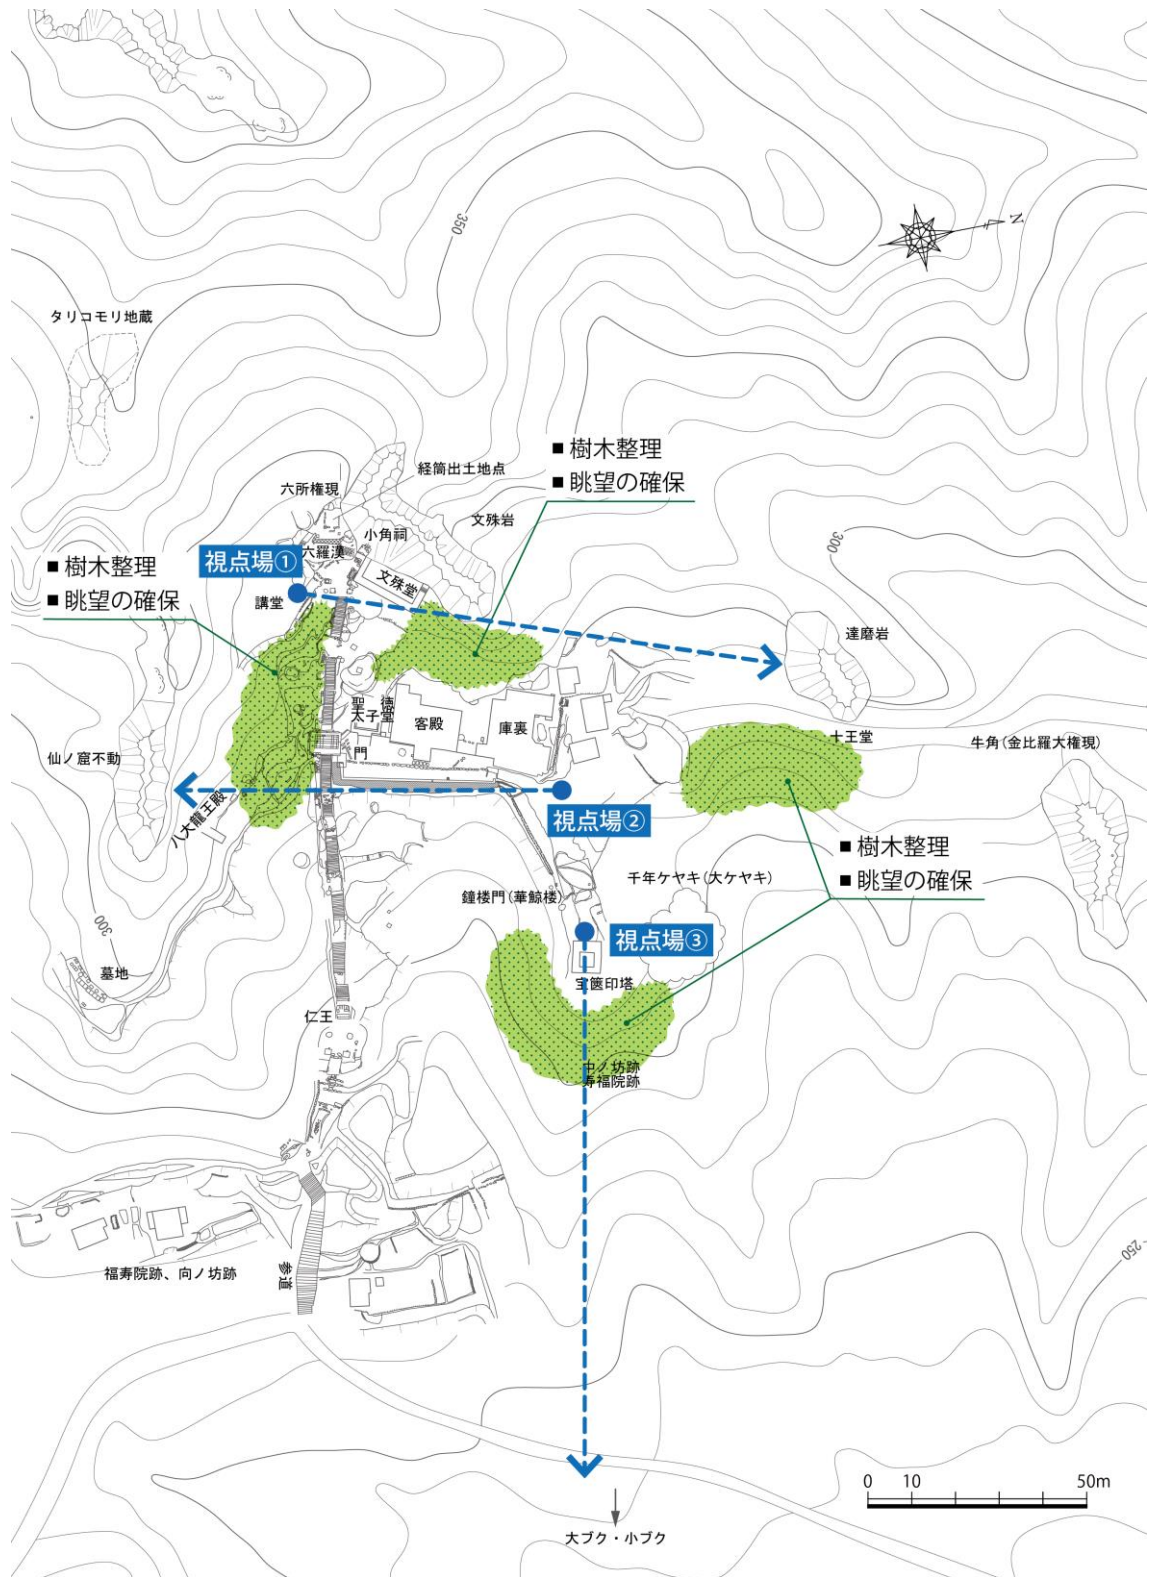 350
N
タリコモリ地蔵
■ 樹木整理
■ 眺望の確保
経筒出土地点
六所権現
文殊岩
小角祠
300
六羅漢
視点場①
■ 樹木整理
■ 眺望の確保
文殊堂
講堂
達磨岩
聖徳
太子堂
客殿
庫裏
十王堂
牛角(金比羅大権現)
門
仙ノ窟不動
八大龍王殿
視点場②
■ 樹木整理
■ 眺望の確保
千年ケヤキ(大ケヤキ)
鐘楼門(華鯨楼)
300
視点場③
墓地
宝篋印塔
仁王
中ノ坊跡
寿福院跡
250
福寿院跡、向ノ坊跡
参道
0 10 50m
大ブク・小ブク